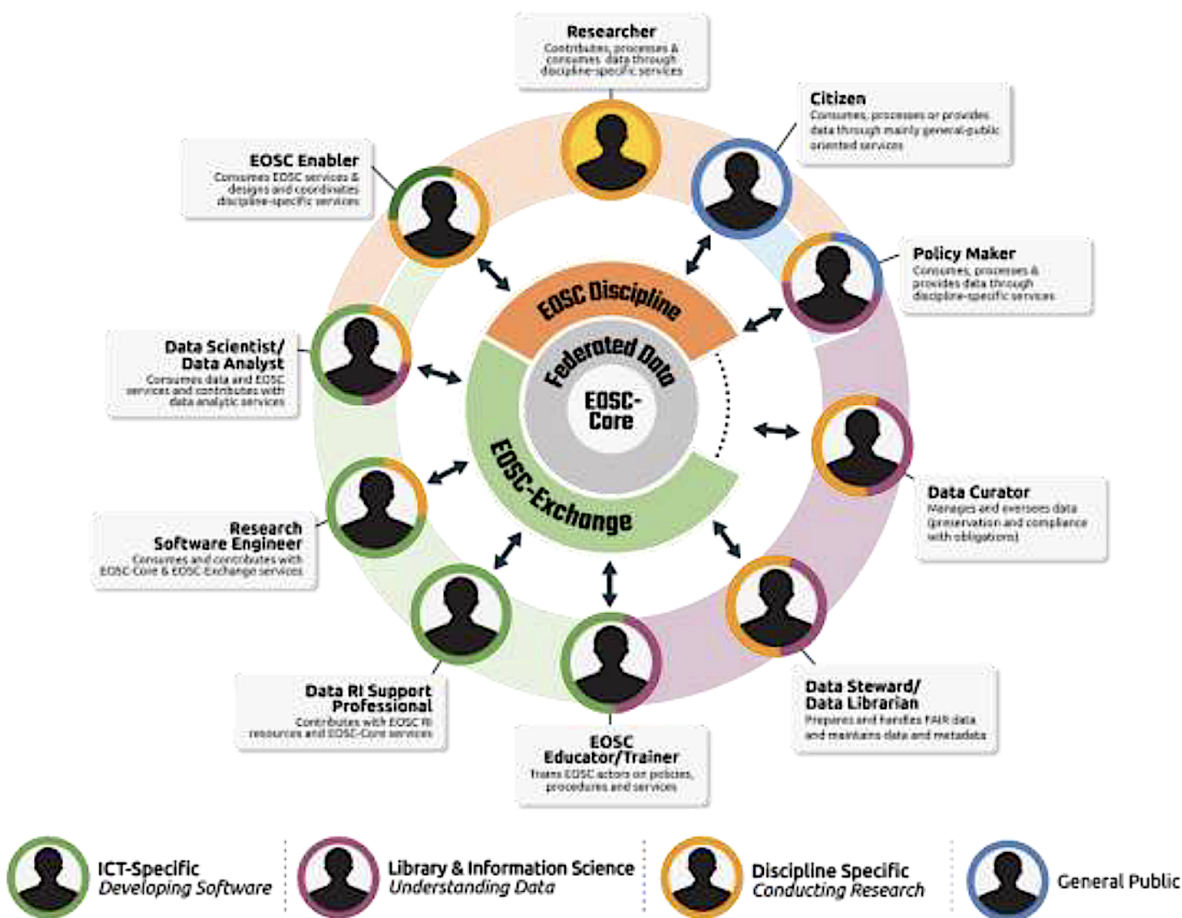 Researcher
Contributes, processes &
consumes data through
discipline-specific services
Citizen
Consumes, processes or provides
data through mainly general-public
oriented services
EOSC Enabler
Consumes EOSC services &
designs and coordinates
discipline-specific services
Policy Maker
Consumes, processes &
provides data through
discipline-specific services
EOSC Discipline
Federated Data
EOSC-
Core
EOSC-Exchange
Data Scientist/
Data Analyst
Consumes data and EOSC
services and contributes with
data analytic services
Data Curator
Manages and oversees data
(preservation and compliance
with obligations)
Research
Software Engineer
Consumes and contributes with
EOSC-Core & EOSC-Exchange services
Data RI Support
Professional
Contributes with EOSC RI
resources and EOSC-Core services
EOSC
Educator/Trainer
Trains EOSC actors on policies,
procedures and services
Data Steward/
Data Librarian
Prepares and handles FAIR data
and maintains data and metadata
ICT-Specific
Developing Software
Library & Information Science
Understanding Data
Discipline Specific
Conducting Research
General Public